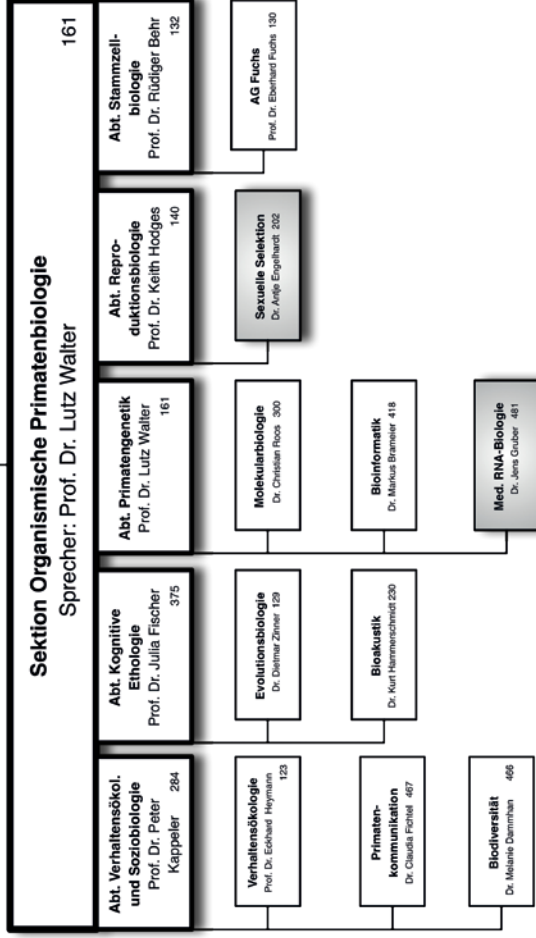 Sektion Organismische Primatenbiologie
Sprecher: Prof. Dr. Lutz Walter 161
Abt. Verhaltensökol.
und Soziobiologie
Prof. Dr. Peter
Kappeler 284
Verhaltensökologie
Prof. Dr. Eckhard Heymann
123
Primaten-
kommunikation
Dr. Claudia Fichtel 467
Biodiversität
Dr. Melanie Dammhan 466
Abt. Kognitive
Ethologie
Prof. Dr. Julia Fischer
375
Evolutionsbiologie
Dr. Dietmar Zinner 129
Bioakustik
Dr. Kurt Hammerschmidt 230
Abt. Primatengenetik
Prof. Dr. Lutz Walter
161
Molekularbiologie
Dr. Christian Roos 300
Bioinformatik
Dr. Markus Brameier 418
Med. RNA-Biologie
Dr. Jens Gruber 481
Abt. Repro-
duktionsbiologie
Prof. Dr. Keith Hodges
140
Sexuelle Selektion
Dr. Antje Engelhardt 202
Abt. Stammzell-
biologie
Prof. Dr. Rüdiger Behr
132
AG Fuchs
Prof. Dr. Eberhard Fuchs 130